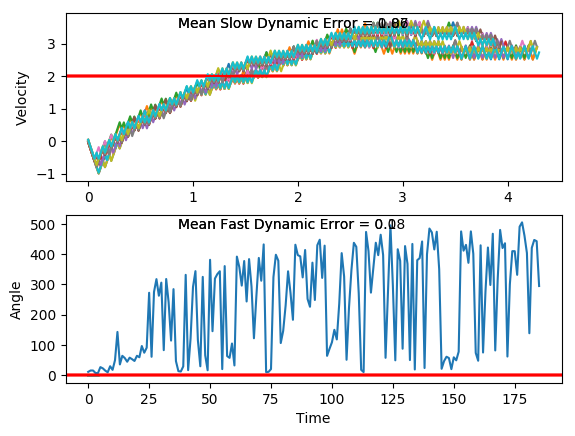 Mean Slow Dynamic Error =
3
2
1
0
−1
Velocity
0 1 2 3 4
Mean Fast Dynamic Error =
500
400
300
200
100
0
Angle
0 25 50 75 100 125 150 175
Time